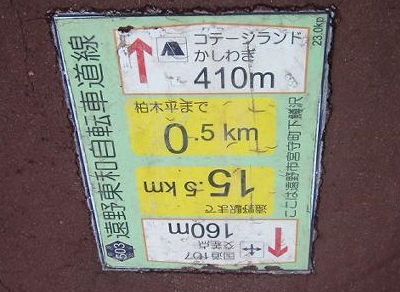 遠野東和自転車道線
503
コテージランド
かしわぎ
410m
柏木平まで
0.5 km
遠野駅まで
15.5 km
国道107
交差点
160m
ここは遠野市宮守町下鱒沢
23.0kp